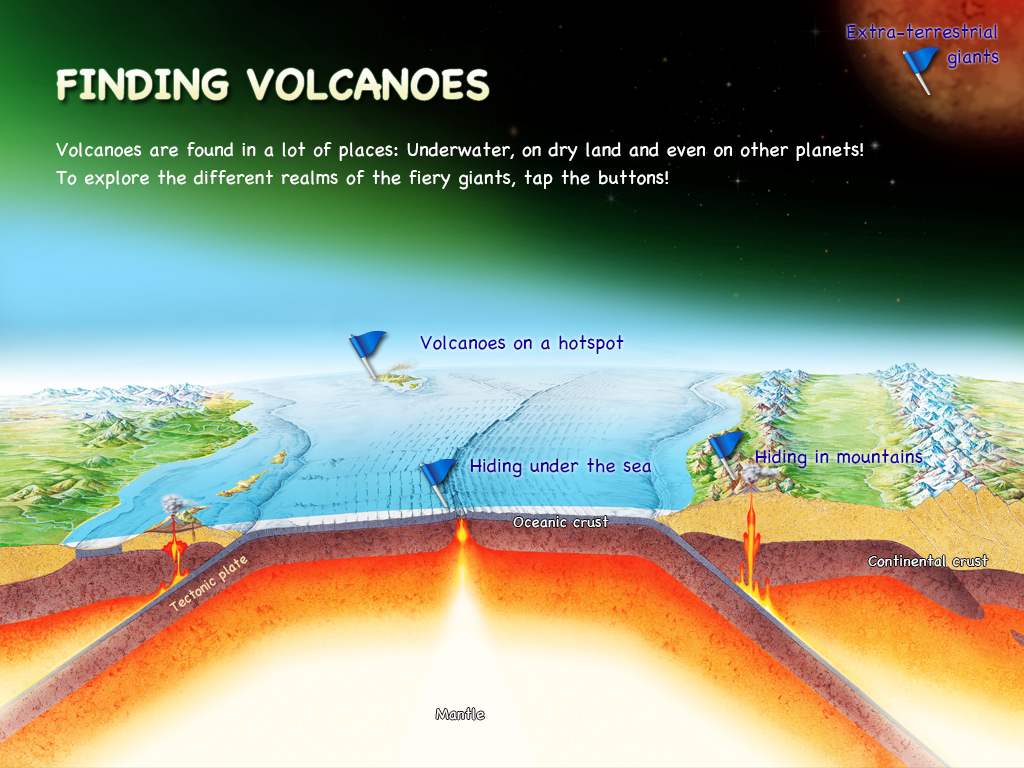 Extra-terrestrial
giants
FINDING VOLCANOES
Volcanoes are found in a lot of places: Underwater, on dry land and even on other planets!
To explore the different realms of the fiery giants, tap the buttons!
Volcanoes on a hotspot
Hiding under the sea
Hiding in mountains
Oceanic crust
Continental crust
Tectonic plate
Mantle